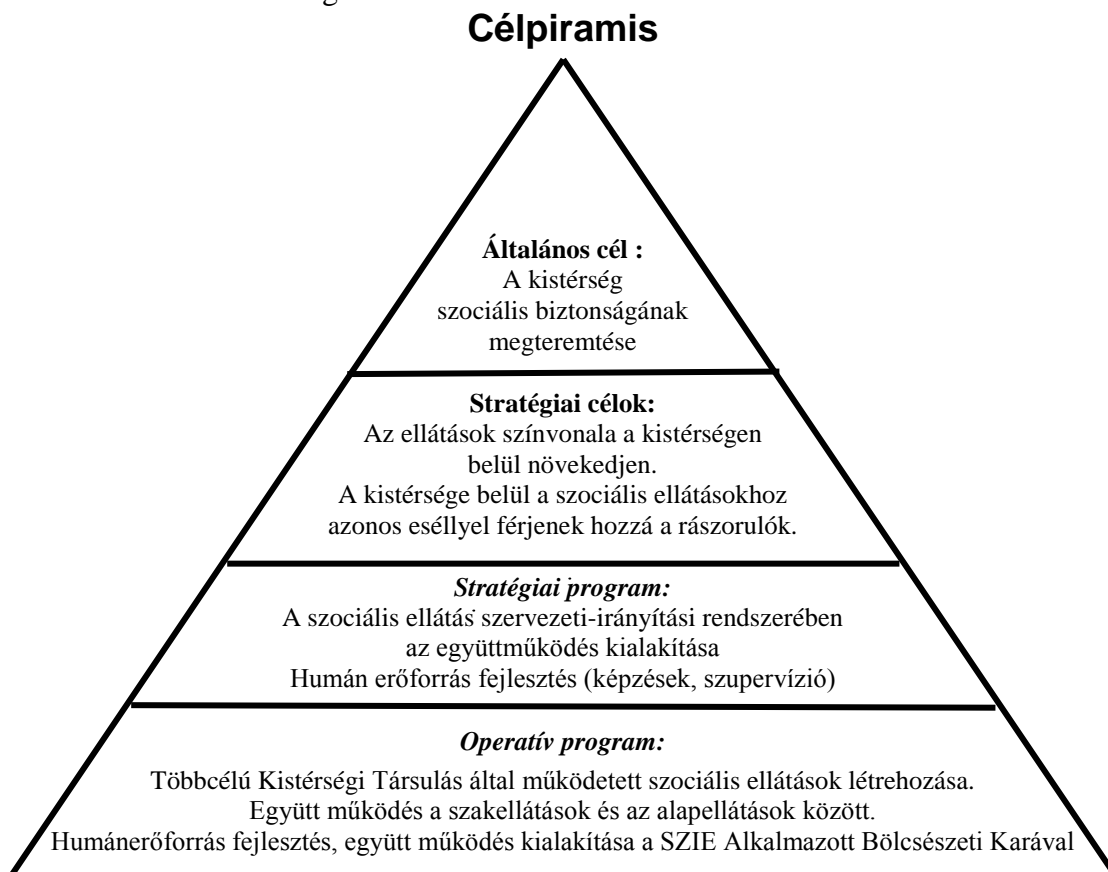 Célpiramis
Általános cél :
A kistérség
szociális biztonságának
megteremtése
Stratégiai célok:
Az ellátások színvonala a kistérségen
belül növekedjen.
A kistérsége belül a szociális ellátásokhoz
azonos eséllyel férjenek hozzá a rászorulók.
Stratégiai program:
A szociális ellátás szervezeti-irányítási rendszerében
az együttműködés kialakítása
Humán erőforrás fejlesztés (képzések, szupervízió)
Operatív program:
Többcélú Kistérségi Társulás által működetett szociális ellátások létrehozása.
Együtt működés a szakellátások és az alapellátások között.
Humánerőforrás fejlesztés, együtt működés kialakítása a SZIE Alkalmazott Bölcsészeti Karával